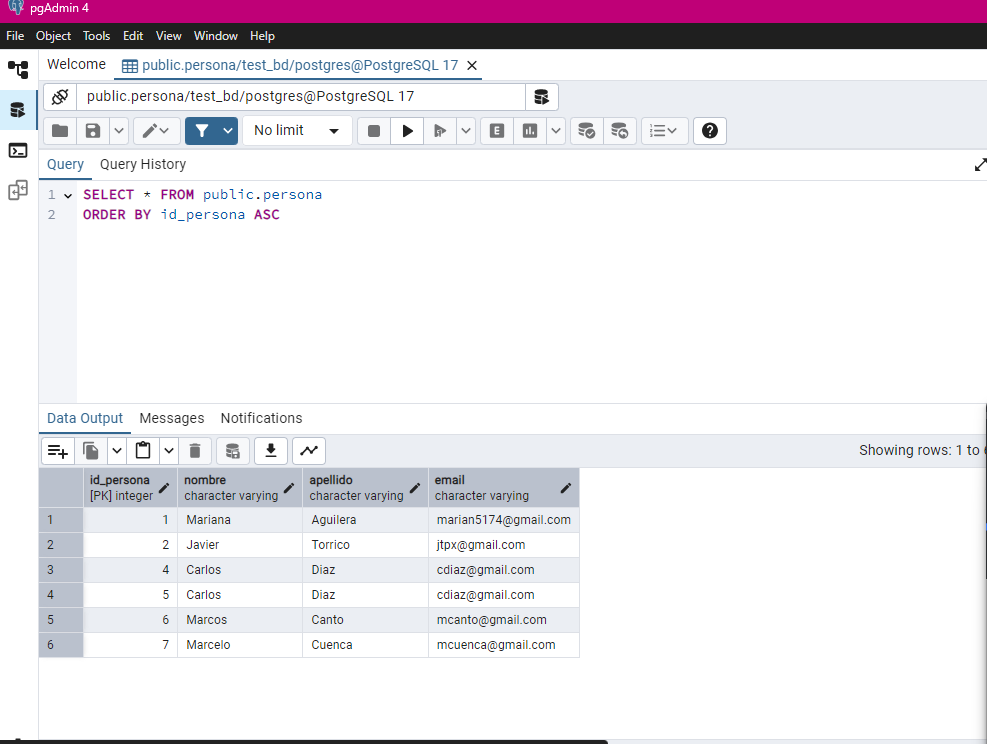 pgAdmin 4
File Object Tools Edit View Window Help
Welcome public.persona/test_bd/postgres@PostgreSQL 17
public.persona/test_bd/postgres@PostgreSQL 17
No limit
E
Query Query History
1 SELECT * FROM public.persona
2 ORDER BY id_persona ASC
Data Output Messages Notifications
Showing rows: 1 to
id_persona nombre apellido email
[PK] integer character varying character varying character varying
1 1 Mariana Aguilera marian5174@gmail.com
2 2 Javier Torrico jtpx@gmail.com
3 4 Carlos Diaz cdiaz@gmail.com
4 5 Carlos Diaz cdiaz@gmail.com
5 6 Marcos Canto mcanto@gmail.com
6 7 Marcelo Cuenca mcuenca@gmail.com